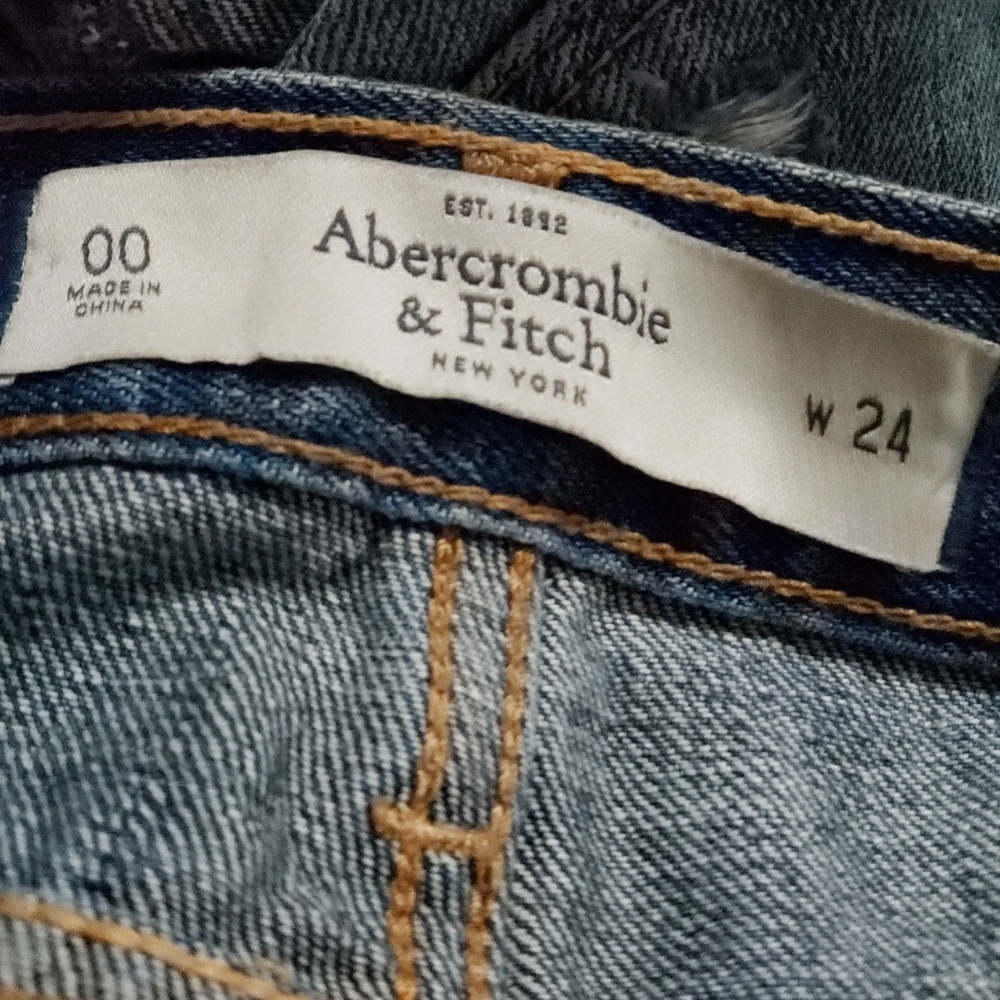 00
MADE IN
CHINA
EST. 1892
Abercrombie
& Fitch
NEW YORK
W 24